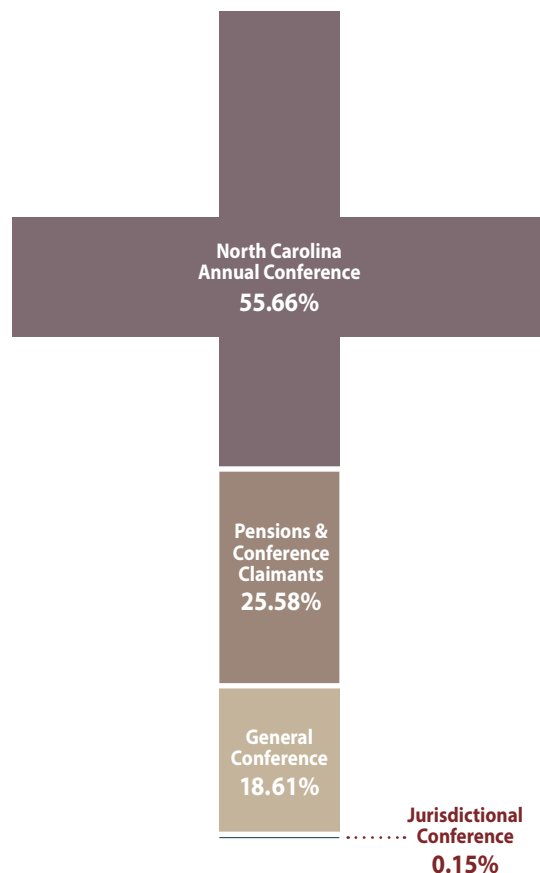 North Carolina
Annual Conference
55.66%
Pensions &
Conference
Claimants
25.58%
General
Conference
18.61%
Jurisdictional
Conference
0.15%